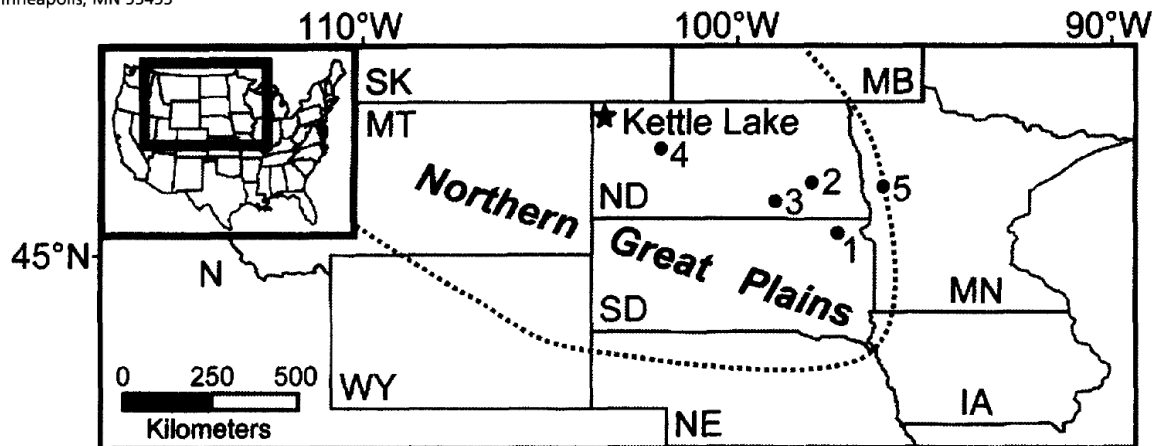 Minneapolis, MN 55455
110°W 100°W 90°W
SK MB
MT Kettle Lake
4
Northern ND 2 5
3
45°N Great Plains 1
N
SD MN
0 250 500
WY IA
Kilometers NE